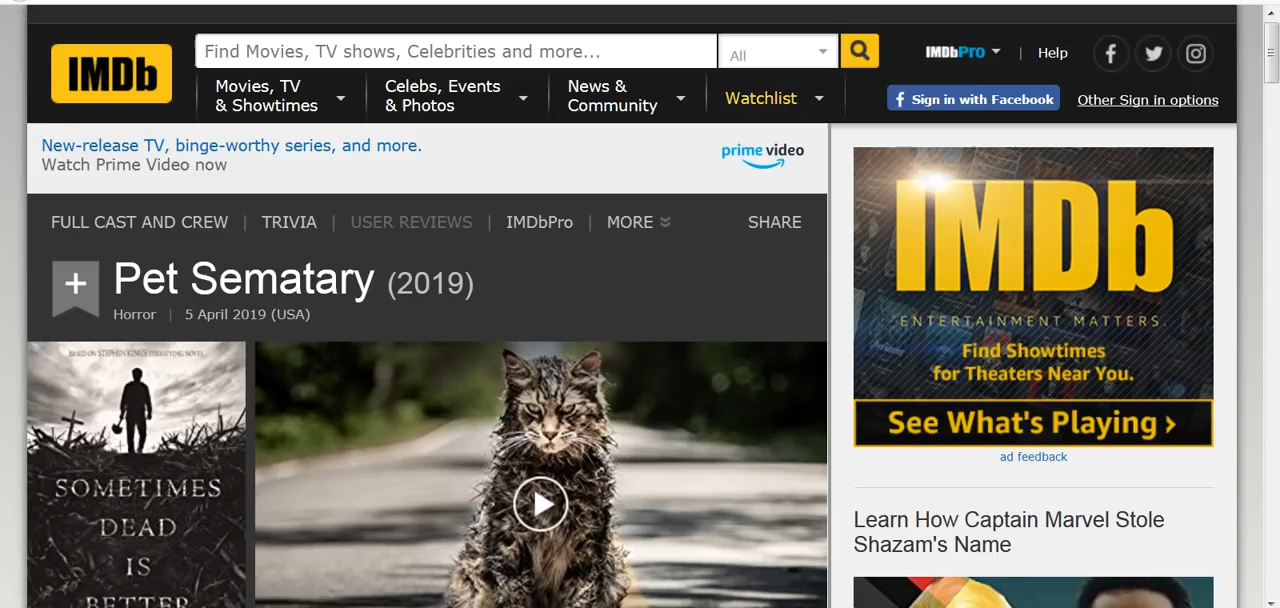 IMDb
Find Movies, TV shows, Celebrities and more...
All
IMDbPro
Help
Movies, TV
& Showtimes
Celebs, Events
& Photos
News &
Community
Watchlist
Sign in with Facebook
Other Sign in options
New-release TV, binge-worthy series, and more.
Watch Prime Video now
prime video
FULL CAST AND CREW | TRIVIA | USER REVIEWS | IMDbPro | MORE
SHARE
+ Pet Sematary (2019)
Horror | 5 April 2019 (USA)
BASED ON STEPHEN KING'S TERRIFYING NOVEL
SOMETIMES
DEAD
IS
BETTER
IMDb
ENTERTAINMENT MATTERS.
Find Showtimes
for Theaters Near You.
See What's Playing ›
ad feedback
Learn How Captain Marvel Stole
Shazam's Name